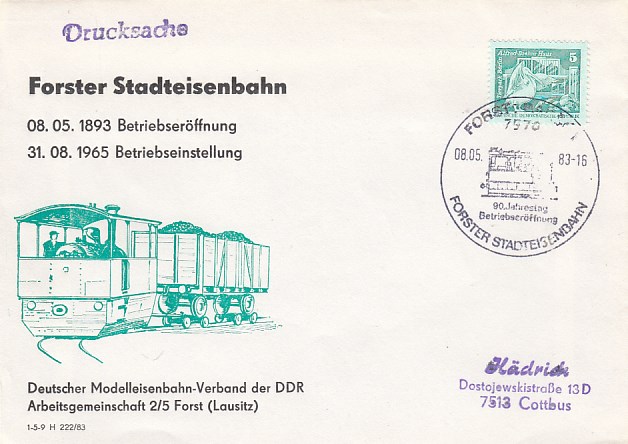 Drucksache
Forster Stadteisenbahn
08. 05. 1893 Betriebseröffnung
31. 08. 1965 Betriebseinstellung
Tierpark Berlin
Alfred-Brehm-Haus
5
FORST
7570
08.05. 83-16
90.Jahrestag
Betriebseröffnung
FORSTER STADTEISENBAHN
Deutscher Modelleisenbahn-Verband der DDR
Arbeitsgemeinschaft 2/5 Forst (Lausitz)
1-5-9 H 222/83
Hädrich
Dostojewskistraße 13 D
7513 Cottbus